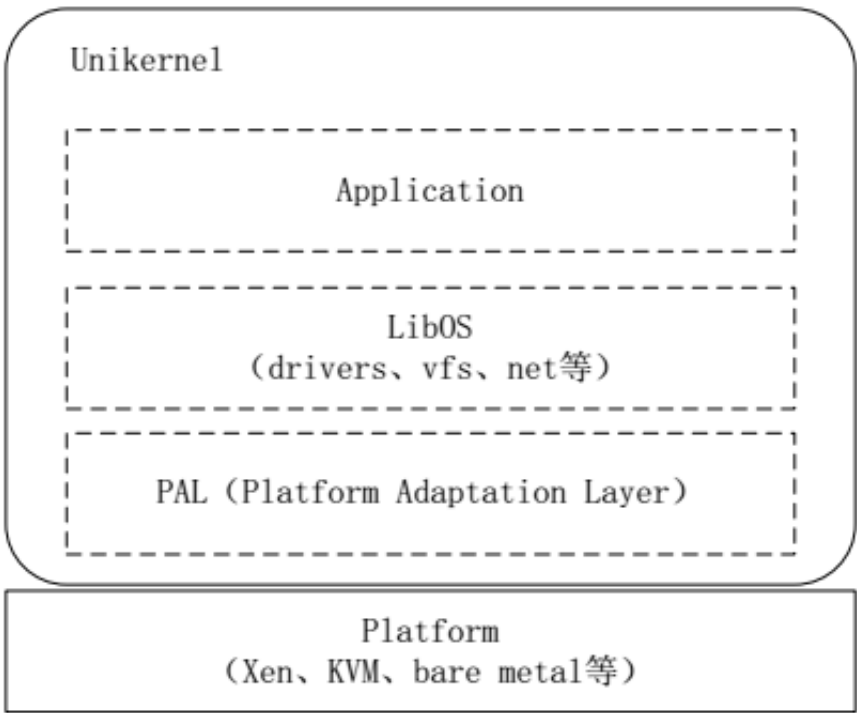 Unikernel
Application
LibOS
（drivers、vfs、net等）
PAL（Platform Adaptation Layer）
Platform
（Xen、KVM、bare metal等）